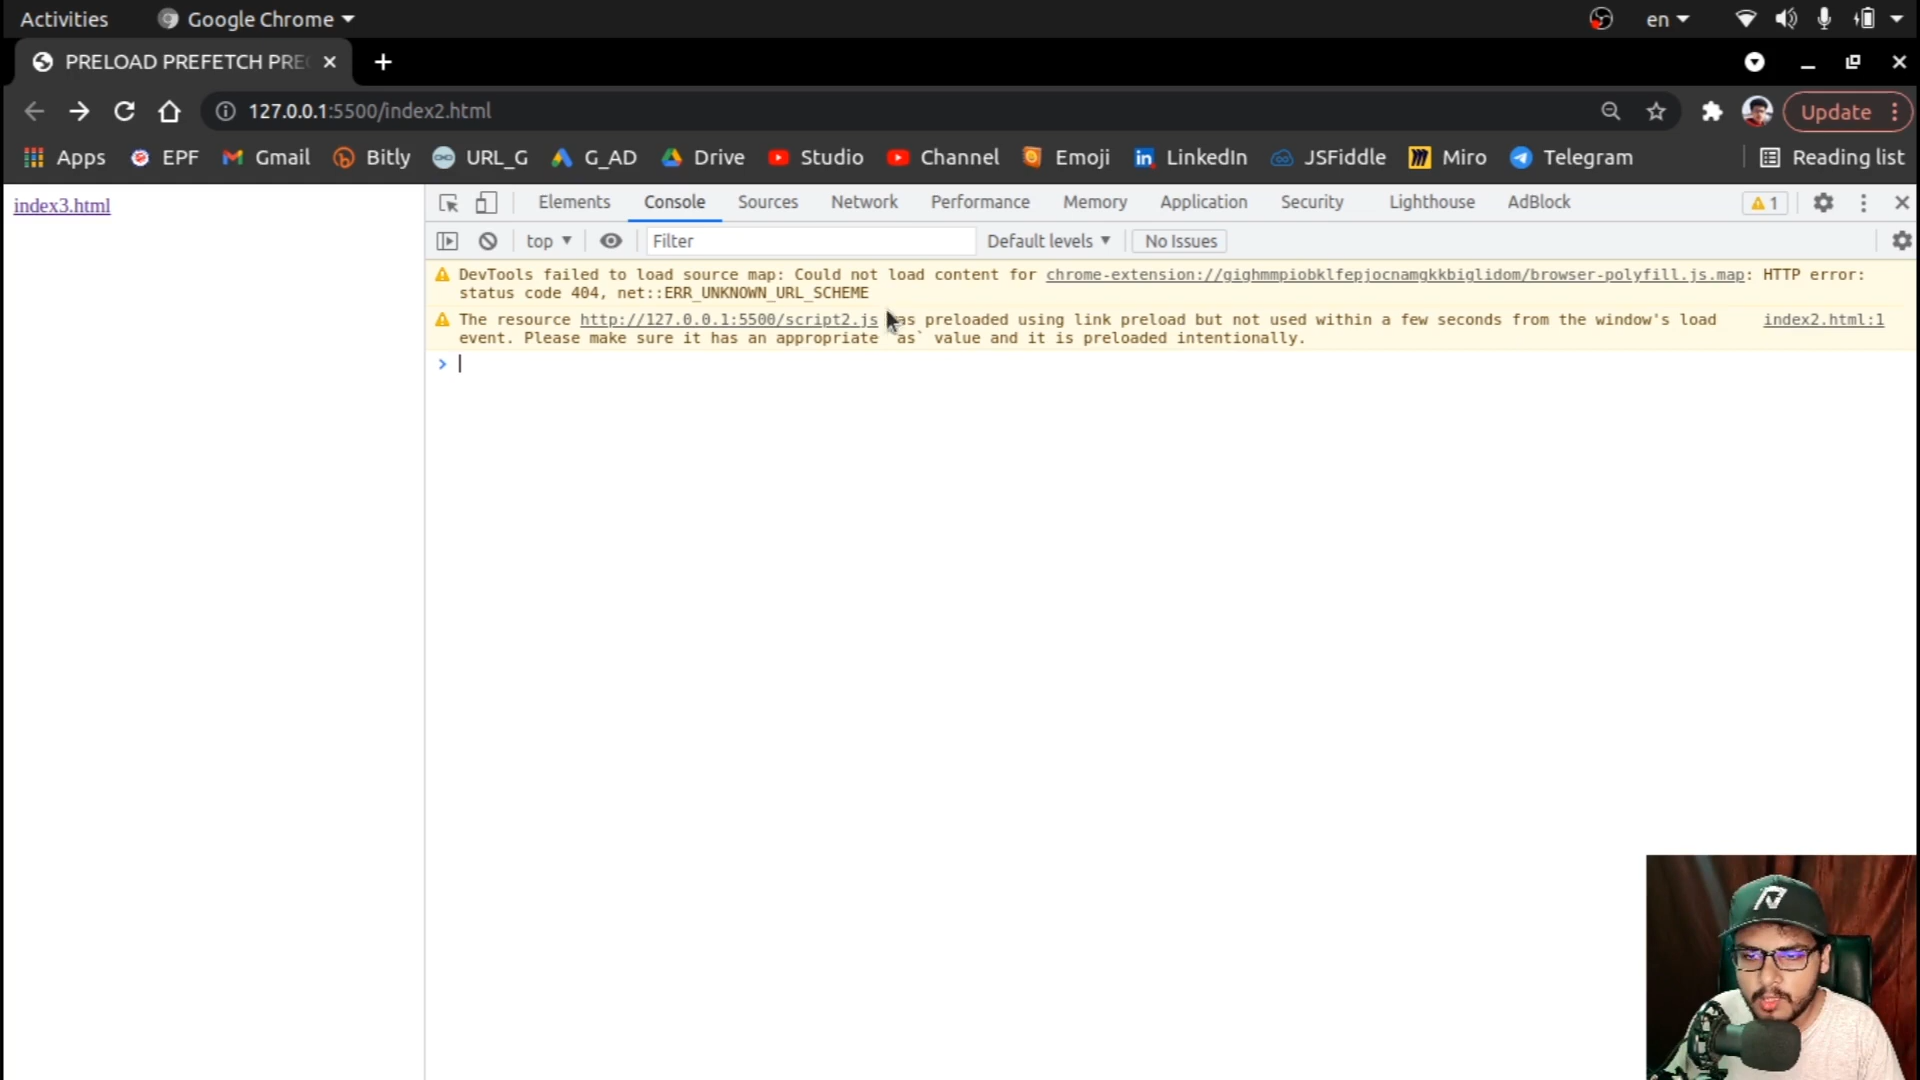 Activities Google Chrome en
PRELOAD PREFETCH PRE
127.0.0.1:5500/index2.html Update
Apps EPF Gmail Bitly URL_G G_AD Drive Studio Channel Emoji LinkedIn JSFiddle Miro Telegram Reading list
index3.html
Elements Console Sources Network Performance Memory Application Security Lighthouse AdBlock 1
top Filter Default levels No Issues
DevTools failed to load source map: Could not load content for chrome-extension://gighmmpiobklfepjocnamgkkbiglidom/browser-polyfill.js.map: HTTP error:
status code 404, net::ERR_UNKNOWN_URL_SCHEME
The resource http://127.0.0.1:5500/script2.js was preloaded using link preload but not used within a few seconds from the window's load index2.html:1
event. Please make sure it has an appropriate `as` value and it is preloaded intentionally.